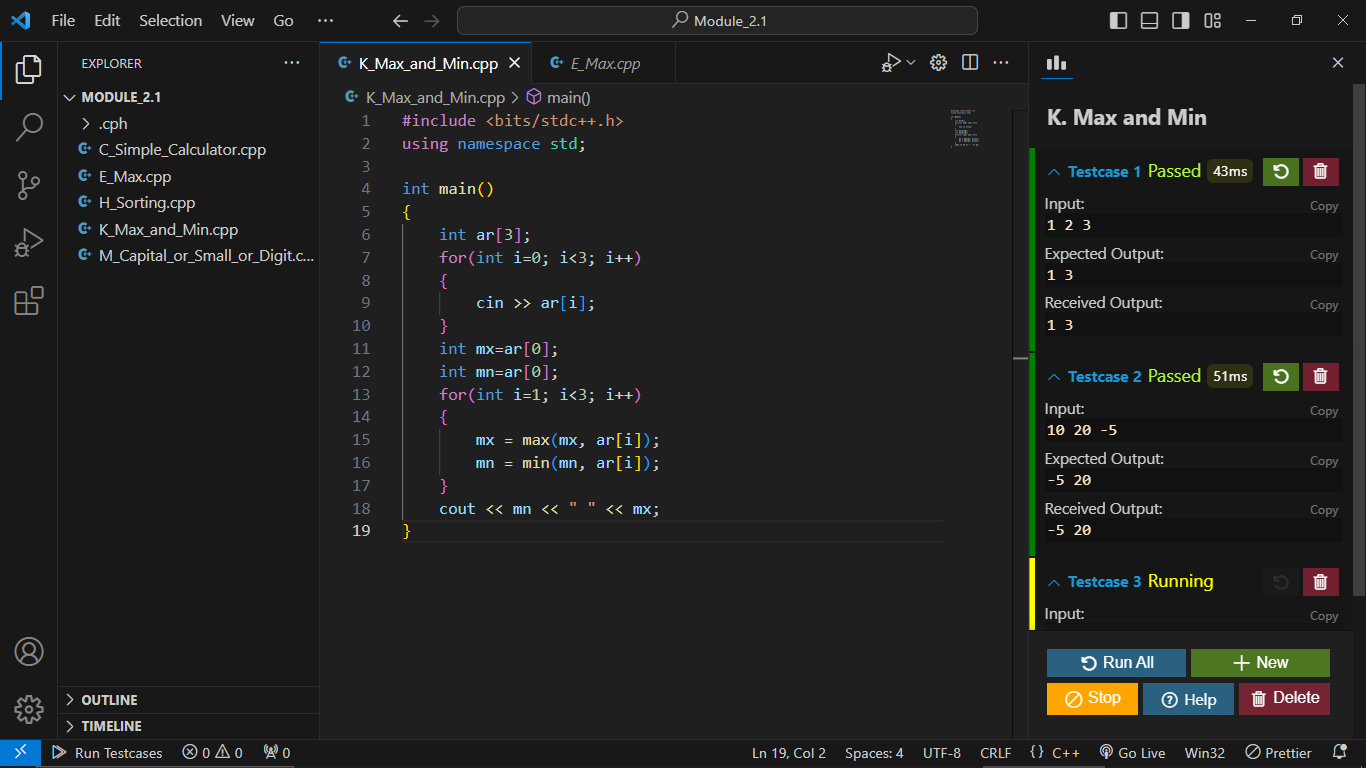 File Edit Selection View Go ··· Module_2.1
EXPLORER ···
MODULE_2.1
.cph
C_Simple_Calculator.cpp
E_Max.cpp
H_Sorting.cpp
K_Max_and_Min.cpp
M_Capital_or_Small_or_Digit.c...
OUTLINE
TIMELINE
K_Max_and_Min.cpp E_Max.cpp
K_Max_and_Min.cpp > main()
1 #include <bits/stdc++.h>
2 using namespace std;
3
4 int main()
5 {
6 int ar[3];
7 for(int i=0; i<3; i++)
8 {
9 cin >> ar[i];
10 }
11 int mx=ar[0];
12 int mn=ar[0];
13 for(int i=1; i<3; i++)
14 {
15 mx = max(mx, ar[i]);
16 mn = min(mn, ar[i]);
17 }
18 cout << mn << " " << mx;
19 }
K. Max and Min
Testcase 1 Passed 43ms
Input: Copy
1 2 3
Expected Output: Copy
1 3
Received Output: Copy
1 3
Testcase 2 Passed 51ms
Input: Copy
10 20 -5
Expected Output: Copy
-5 20
Received Output: Copy
-5 20
Testcase 3 Running
Input: Copy
Run All + New
Stop Help Delete
Run Testcases 0 0 0 Ln 19, Col 2 Spaces: 4 UTF-8 CRLF {} C++ Go Live Win32 Prettier